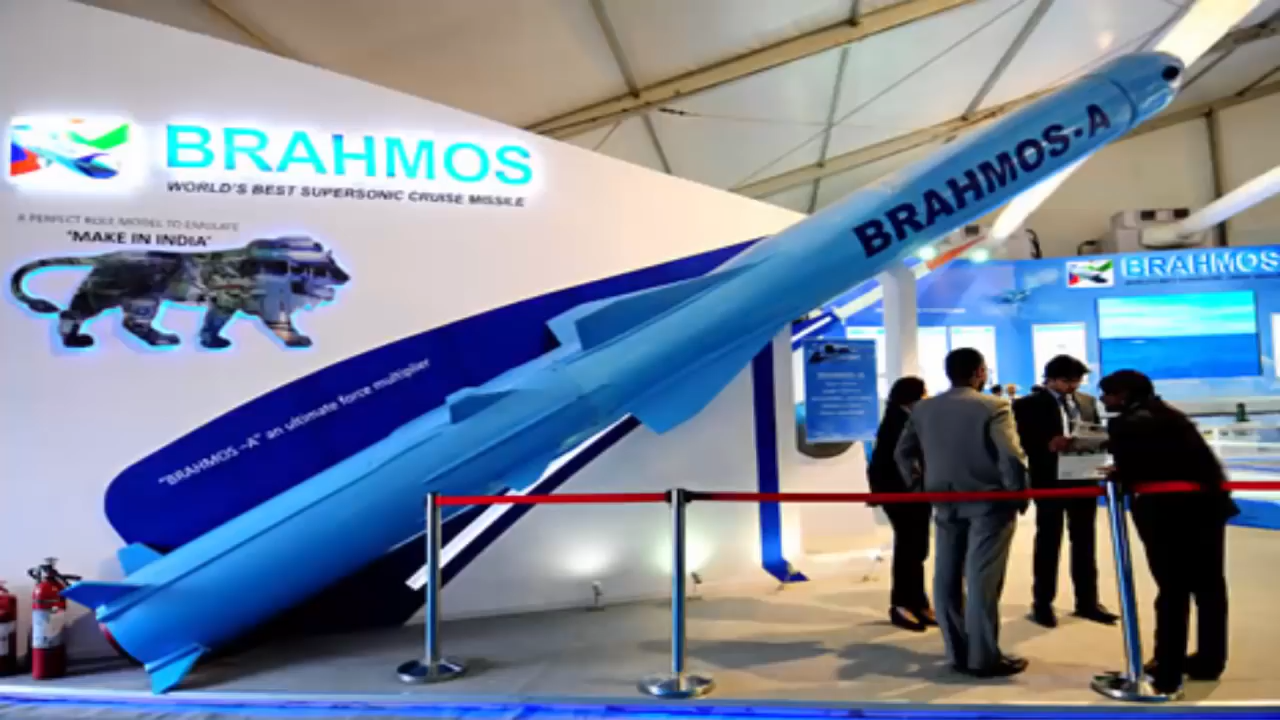 BRAHMOS
WORLD'S BEST SUPERSONIC CRUISE MISSILE
A PERFECT ROLE MODEL TO EMULATE
"MAKE IN INDIA"
"BRAHMOS –A" an ultimate force multiplier
BRAHMOS-A
BRAHMOS